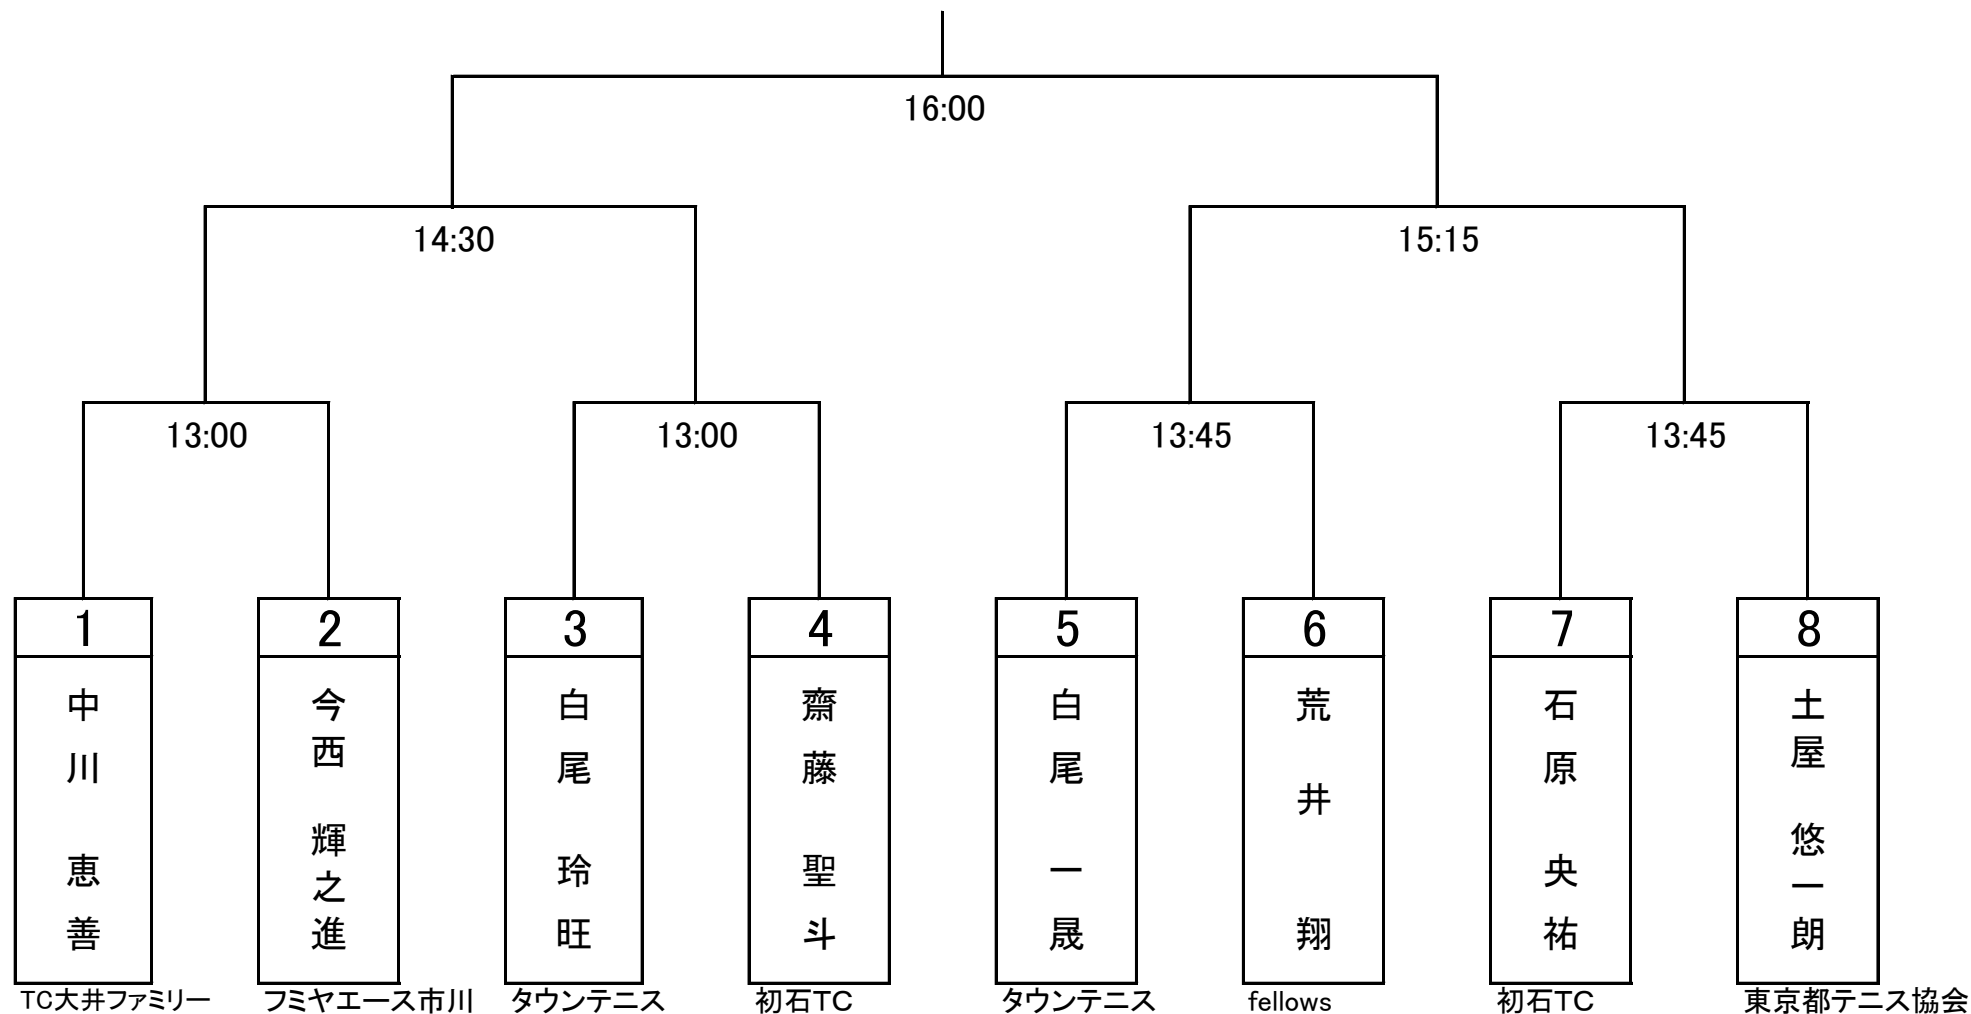 16:00
14:30
15:15
13:00
13:00
13:45
13:45
1
2
3
4
5
6
7
8
中川 恵善
今西 輝之進
白尾 玲旺
齋藤 聖斗
白尾 一晟
荒井 翔
石原 央祐
土屋 悠一朗
TC大井ファミリー
フミヤエース市川
タウンテニス
初石TC
タウンテニス
fellows
初石TC
東京都テニス協会